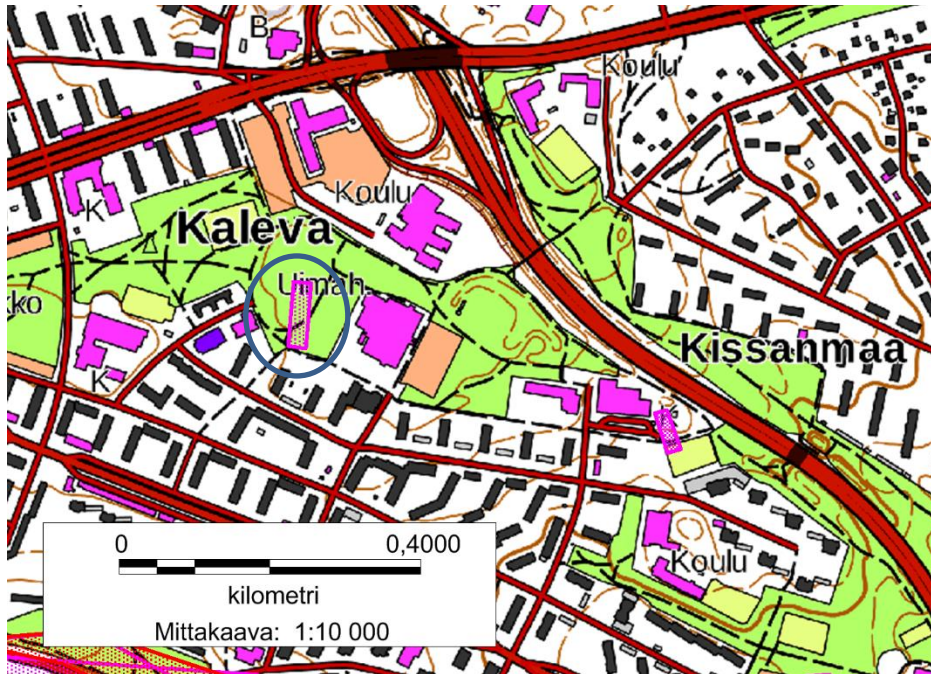 B
Koulu
Koulu
K
Kaleva
Uimah.
kko
Kissanmaa
K
0 0,4000
kilometri
Mittakaava: 1:10 000
Koulu